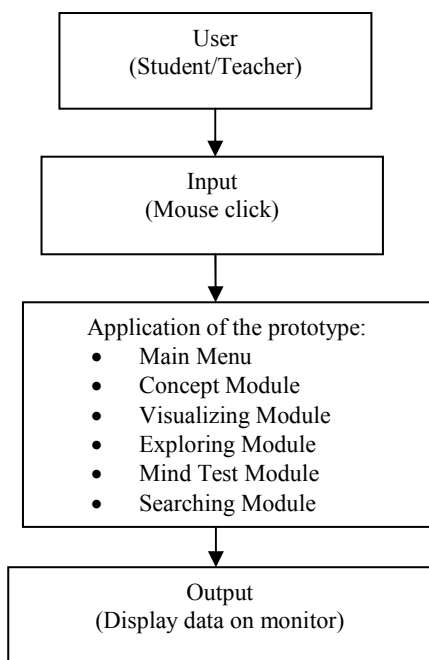 User
(Student/Teacher)
Input
(Mouse click)
Application of the prototype:
• Main Menu
• Concept Module
• Visualizing Module
• Exploring Module
• Mind Test Module
• Searching Module
Output
(Display data on monitor)